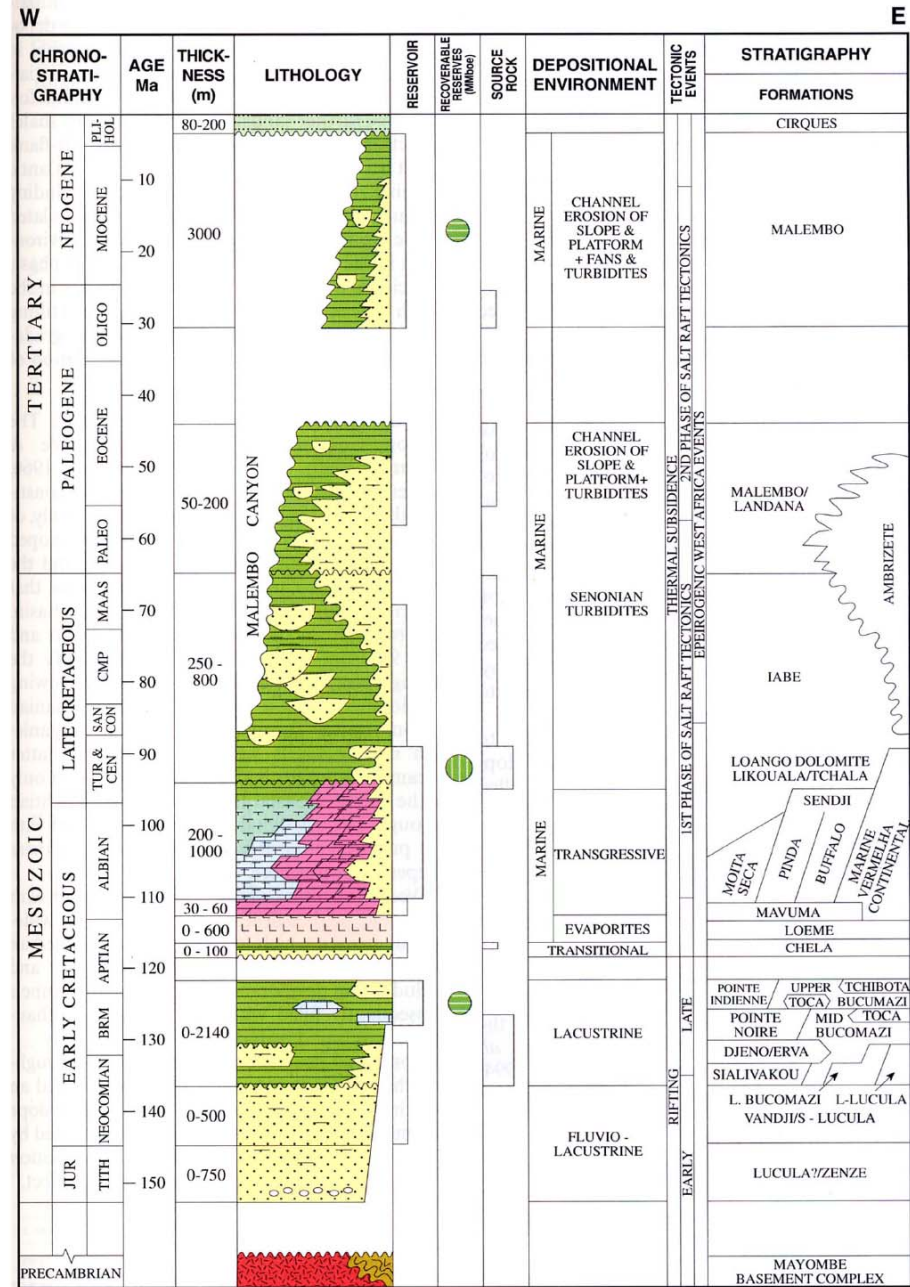 W
E
CHRONO-
STRATI-
GRAPHY
AGE
Ma
THICK-
NESS
(m)
LITHOLOGY
RESERVOIR
RECOVERABLE
RESERVES
(MMboe)
SOURCE
ROOCK
DEPOSITIONAL
ENVIRONMENT
TECTONIC
EVENTS
STRATIGRAPHY
FORMATIONS
TERTIARY
MESOZOIC
NEOGENE
PALEOGENE
LATE CRETACEOUS
EARLY CRETACEOUS
JUR
PRECAMBRIAN
PLI-
HOL
MIOCENE
OLIGO
EOCENE
PALEO
MAAS
CMP
SAN
CON
TUR &
CEN
ALBIAN
APTIAN
BRM
NEOCOMIAN
TITH
10
20
30
40
50
60
70
80
90
100
110
120
130
140
150
80-200
3000
50-200
250 -
800
200 -
1000
30 - 60
0 - 600
0 - 100
0-2140
0-500
0-750
MALEMBO CANYON
MARINE
CHANNEL
EROSION OF
SLOPE &
PLATFORM
+ FANS &
TURBIDITES
MARINE
CHANNEL
EROSION OF
SLOPE &
PLATFORM+
TURBIDITES
SENONIAN
TURBIDITES
MARINE
TRANSGRESSIVE
EVAPORITES
TRANSITIONAL
LACUSTRINE
FLUVIO -
LACUSTRINE
THERMAL SUBSIDENCE
1ST PHASE OF SALT RAFT TECTONICS
2ND PHASE OF SALT RAFT TECTONICS
EPEIROGENIC WEST AFRICA EVENTS
RIFTING
LATE
EARLY
CIRQUES
MALEMBO
MALEMBO/
LANDANA
AMBRIZETE
IABE
LOANGO DOLOMITE
LIKOUALA/TCHALA
SENDJI
MOITA
SECA
PINDA
BUFFALO
MARINE
VERMELHA
CONTINENTAL
MAVUMA
LOEME
CHELA
POINTE
INDIENNE
UPPER
TCHIBOTA
TOCA
BUCUMAZI
POINTE
NOIRE
MID
TOCA
BUCOMAZI
DJENO/ERVA
SIALIVAKOU
L. BUCOMAZI
L-LUCULA
VANDJI/S - LUCULA
LUCULA?/ZENZE
MAYOMBE
BASEMENT COMPLEX